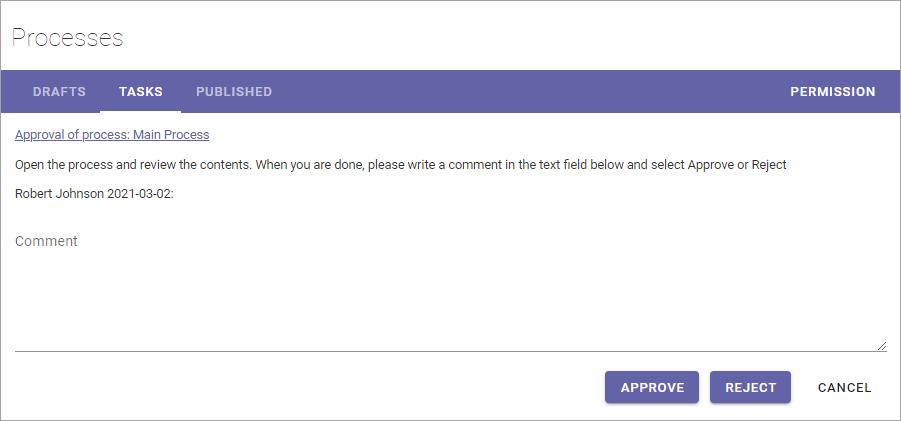 Processes
DRAFTS TASKS PUBLISHED PERMISSION
Approval of process: Main Process
Open the process and review the contents. When you are done, please write a comment in the text field below and select Approve or Reject
Robert Johnson 2021-03-02:
Comment
APPROVE REJECT CANCEL